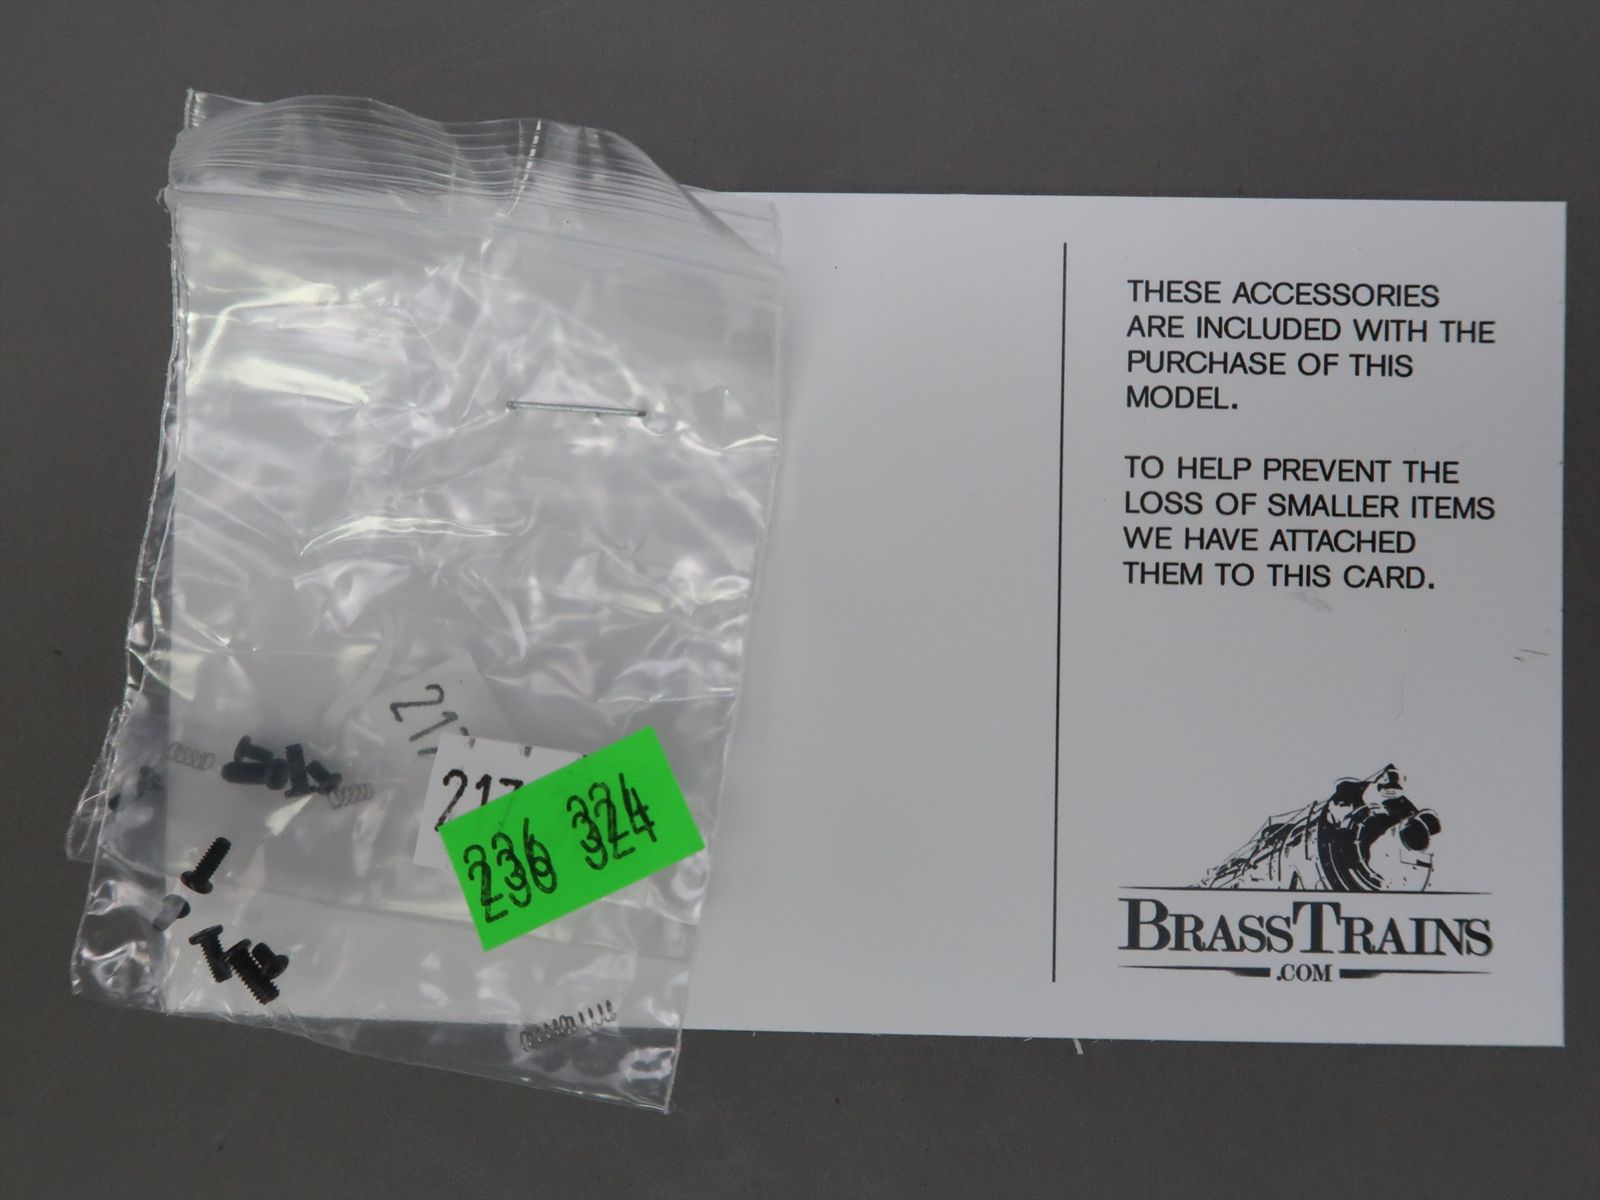 THESE ACCESSORIES
ARE INCLUDED WITH THE
PURCHASE OF THIS
MODEL.
TO HELP PREVENT THE
LOSS OF SMALLER ITEMS
WE HAVE ATTACHED
THEM TO THIS CARD.
BRASSTRAINS
.COM
236 324